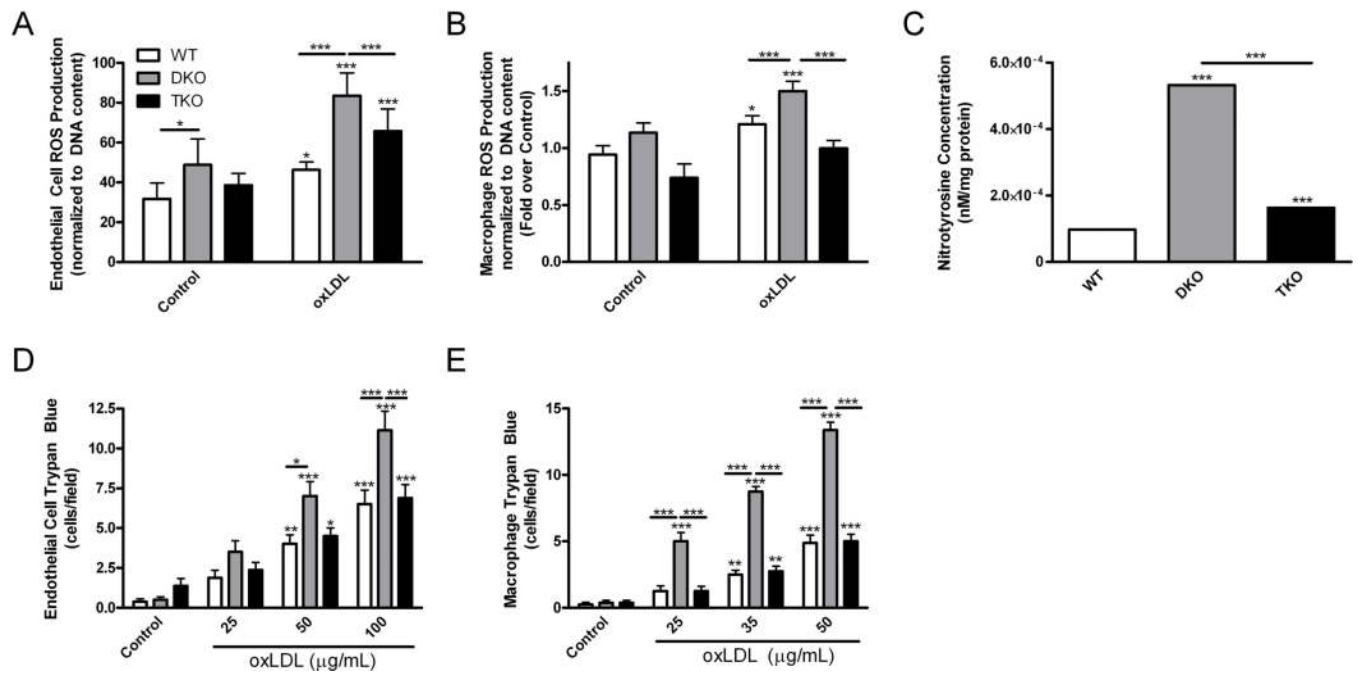 A
Endothelial Cell ROS Production
(normalized to DNA content)
100
80
60
40
20
0
WT
DKO
TKO
*
*
***
***
***
***
Control
oxLDL
B
Macrophage ROS Production
normalized to DNA content
(Fold over Control)
1.5
1.0
0.5
0.0
*
***
***
***
Control
oxLDL
C
Nitrotyrosine Concentration
(nM/mg protein)
6.0×10-4
4.0×10-4
2.0×10-4
0
***
***
***
WT
DKO
TKO
D
Endothelial Cell Trypan Blue
(cells/field)
12.5
10.0
7.5
5.0
2.5
0.0
*
**
***
*
*** ***
***
***
***
Control
25
50
100
oxLDL (μg/mL)
E
Macrophage Trypan Blue
(cells/field)
15
10
5
0
*** ***
***
*** ***
***
** **
*** ***
***
*** ***
Control
25
35
50
oxLDL (μg/mL)